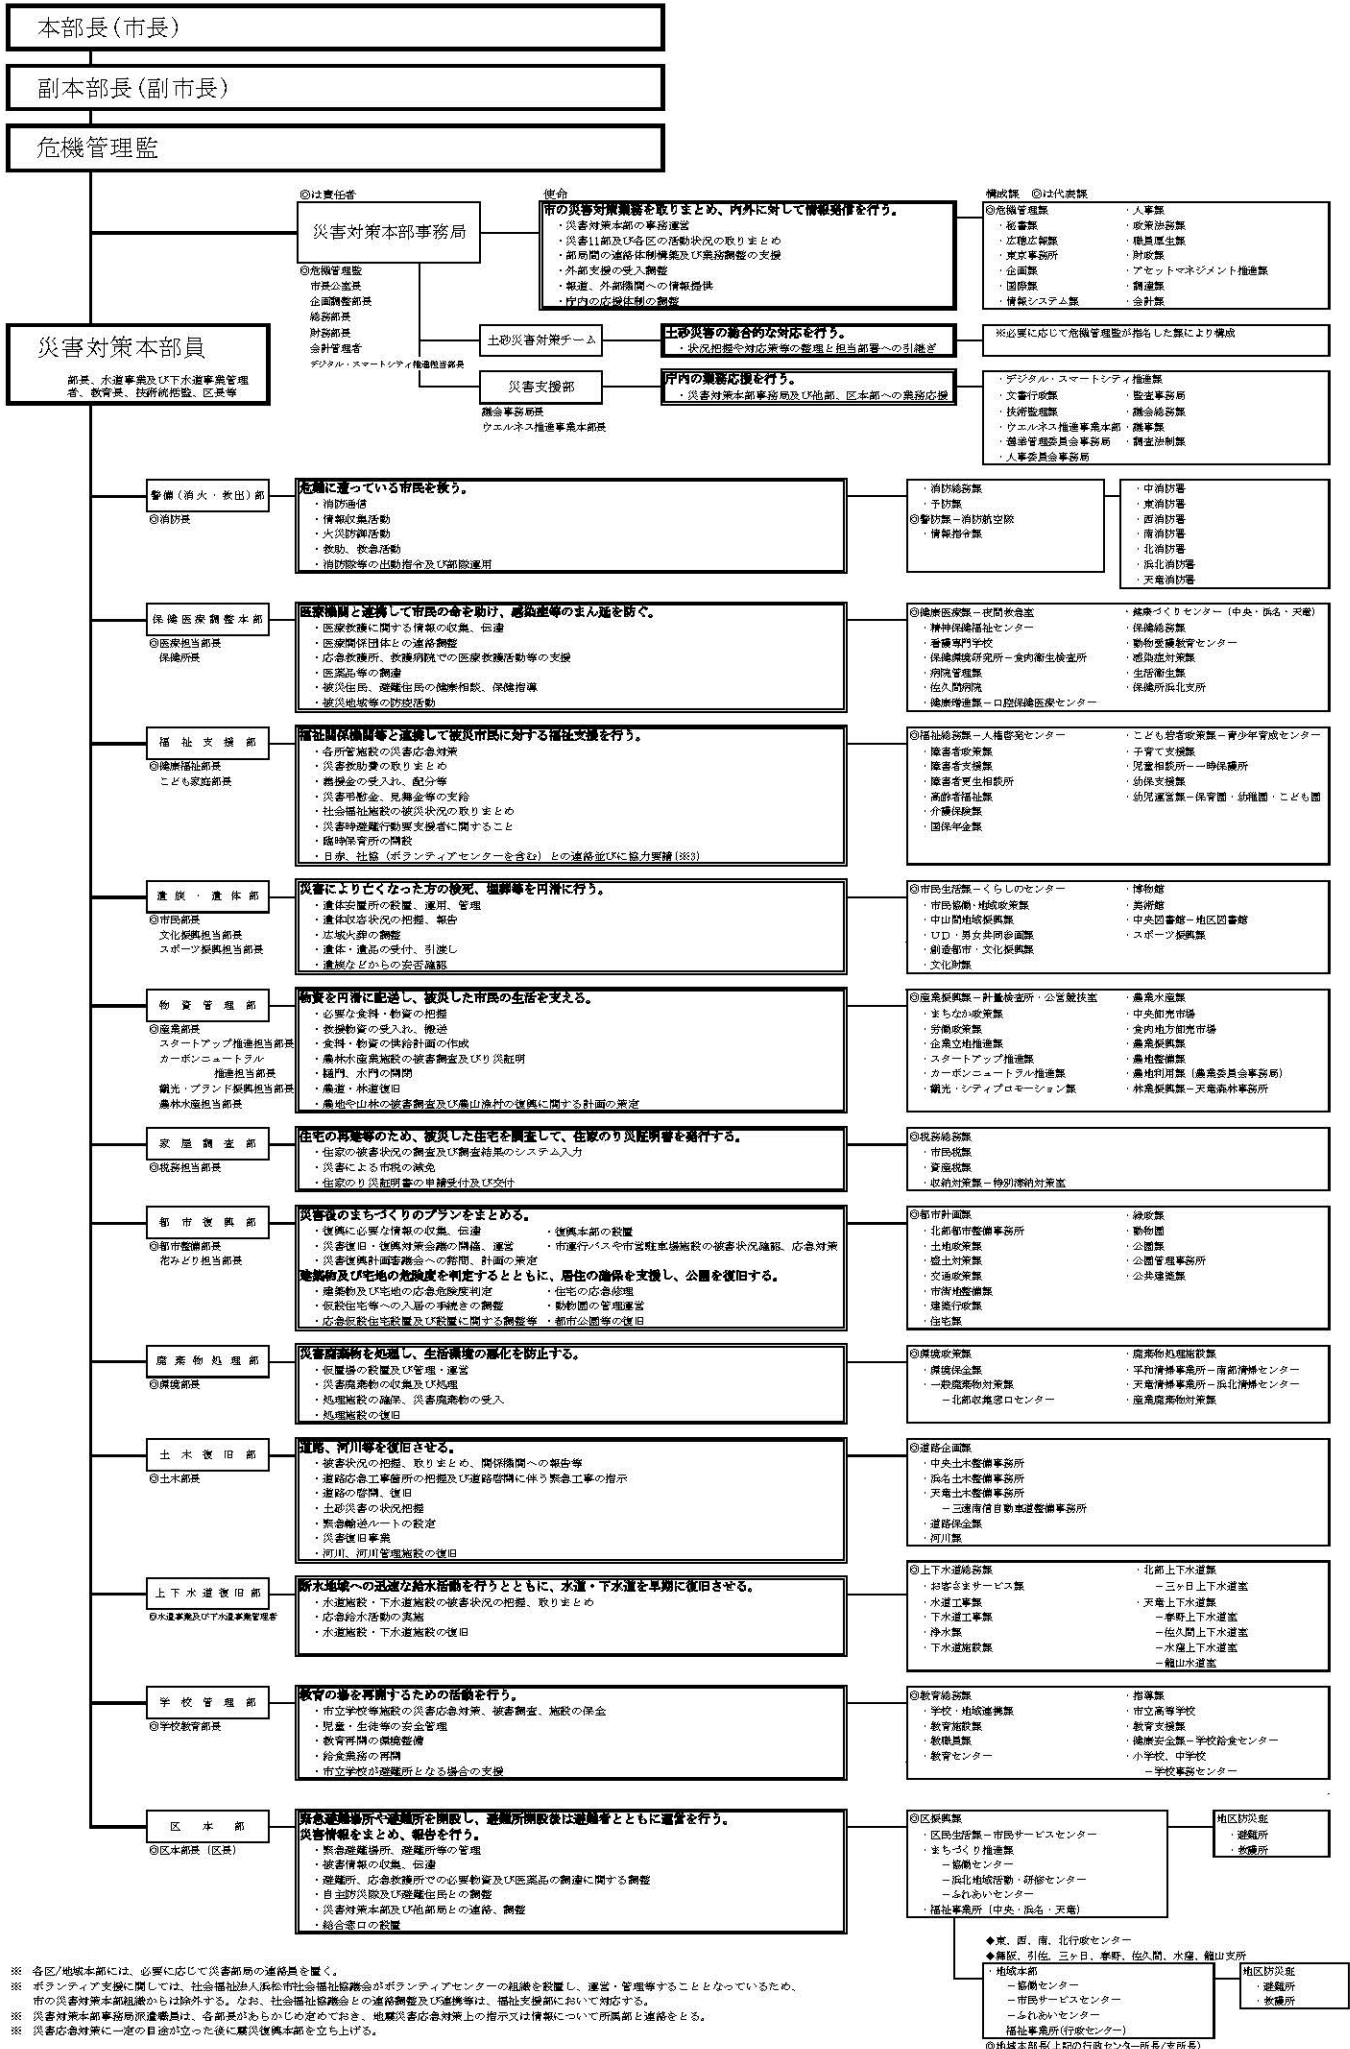 本部長(市長)
副本部長(副市長)
危機管理監
◎は責任者
使命
構成課　◎は代表課
災害対策本部事務局
◎危機管理監
市長公室長
企画調整部長
総務部長
財務部長
会計管理者
デジタル・スマートシティ推進担当部長
市の災害対策業務を取りまとめ、内外に対して情報発信を行う。
・災害対策本部の事務運営
・災害11部及び各区の活動状況の取りまとめ
・部局間の連絡体制構築及び業務調整の支援
・外部支援の受入調整
・報道、外部機関への情報提供
・庁内の応援体制の調整
◎危機管理課
・秘書課
・広聴広報課
・東京事務所
・企画課
・国際課
・情報システム課
・人事課
・政策法務課
・職員厚生課
・財政課
・アセットマネジメント推進課
・調達課
・会計課
災害対策本部員
部長、水道事業及び下水道事業管理
者、教育長、技術統括監、区長等
土砂災害対策チーム
土砂災害の総合的な対応を行う。
・状況把握や対応策等の整理と担当部署への引継ぎ
※必要に応じて危機管理監が指名した課により構成
災害支援部
議会事務局長
ウエルネス推進事業本部長
庁内の業務応援を行う。
・災害対策本部事務局及び他部、区本部への業務応援
・デジタル・スマートシティ推進課
・文書行政課
・技術監理課
・ウエルネス推進事業本部
・選挙管理委員会事務局
・人事委員会事務局
・監査事務局
・議会総務課
・議事課
・調査法制課
警備(消火・救出)部
◎消防長
危難に遭っている市民を救う。
・消防通信
・情報収集活動
・火災防御活動
・救助、救急活動
・消防隊等の出動指令及び部隊運用
・消防総務課
・予防課
◎警防課－消防航空隊
・情報指令課
・中消防署
・東消防署
・西消防署
・南消防署
・北消防署
・浜北消防署
・天竜消防署
保健医療調整本部
◎医療担当部長
保健所長
医療機関と連携して市民の命を助け、感染症等のまん延を防ぐ。
・医療救護に関する情報の収集、伝達
・医療関係団体との連絡調整
・応急救護所、救護病院での医療救護活動等の支援
・医薬品等の調達
・被災住民、避難住民の健康相談、保健指導
・被災地域等の防疫活動
◎健康医療課－夜間救急室
・精神保健福祉センター
・看護専門学校
・保健環境研究所－食肉衛生検査所
・病院管理課
・佐久間病院
・健康増進課－口腔保健医療センター
・健康づくりセンター（中央・浜名・天竜）
・保健総務課
・動物愛護教育センター
・感染症対策課
・生活衛生課
・保健所浜北支所
福祉支援部
◎健康福祉部長
こども家庭部長
福祉関係機関等と連携して被災市民に対する福祉支援を行う。
・各所管施設の災害応急対策
・災害救助費の取りまとめ
・義援金の受入れ、配分等
・災害弔慰金、見舞金等の支給
・社会福祉施設の被災状況の取りまとめ
・災害時避難行動要支援者に関すること
・臨時保育所の開設
・日赤、社協（ボランティアセンターを含む）との連絡並びに協力要請(※3)
◎福祉総務課－人権啓発センター
・障害者政策課
・障害者支援課
・障害者更生相談所
・高齢者福祉課
・介護保険課
・国保年金課
・こども若者政策課－青少年育成センター
・子育て支援課
・児童相談所－一時保護所
・幼保支援課
・幼児運営課－保育園・幼稚園・こども園
遺族・遺体部
◎市民部長
文化振興担当部長
スポーツ振興担当部長
災害により亡くなった方の検死、埋葬等を円滑に行う。
・遺体安置所の設置、運用、管理
・遺体収容状況の把握、報告
・広域火葬の調整
・遺体・遺品の受付、引渡し
・遺族などからの安否確認
◎市民生活課－くらしのセンター
・市民協働・地域政策課
・中山間地域振興課
・UD・男女共同参画課
・創造都市・文化振興課
・文化財課
・博物館
・美術館
・中央図書館－地区図書館
・スポーツ振興課
物資管理部
◎産業部長
スタートアップ推進担当部長
カーボンニュートラル
推進担当部長
観光・ブランド振興担当部長
農林水産担当部長
物資を円滑に配送し、被災した市民の生活を支える。
・必要な食料・物資の把握
・救援物資の受入れ、搬送
・食料・物資の供給計画の作成
・農林水産業施設の被害調査及びり災証明
・樋門、水門の開閉
・農道・林道復旧
・農地や山林の被害調査及び農山漁村の復興に関する計画の策定
◎産業振興課－計量検査所・公営競技室
・まちなか政策課
・労働政策課
・企業立地推進課
・スタートアップ推進課
・カーボンニュートラル推進課
・観光・シティプロモーション課
・農業水産課
・中央卸売市場
・食肉地方卸売市場
・農業振興課
・農地整備課
・農地利用課（農業委員会事務局）
・林業振興課－天竜森林事務所
家屋調査部
◎税務担当部長
住宅の再建等のため、被災した住宅を調査して、住家のり災証明書を発行する。
・住家の被害状況の調査及び調査結果のシステム入力
・災害による市税の減免
・住家のり災証明書の申請受付及び交付
◎税務総務課
・市民税課
・資産税課
・収納対策課－特別滞納対策室
都市復興部
◎都市整備部長
花みどり担当部長
災害後のまちづくりのプランをまとめる。
・復興に必要な情報の収集、伝達
・復興本部の設置
・災害復旧・復興対策会議の開催、運営
・市運行バスや市営駐車場施設の被害状況確認、応急対策
・災害復興計画審議会への諮問、計画の策定
建築物及び宅地の危険度を判定するとともに、居住の確保を支援し、公園を復旧する。
・建築物及び宅地の応急危険度判定
・住宅の応急修理
・仮設住宅等への入居の手続きの調整
・動物園の管理運営
・応急仮設住宅設置及び設置に関する調整等
・都市公園等の復旧
◎都市計画課
・北部都市整備事務所
・土地政策課
・盛土対策課
・交通政策課
・市街地整備課
・建築行政課
・住宅課
・緑政課
・動物園
・公園課
・公園管理事務所
・公共建築課
廃棄物処理部
◎環境部長
災害廃棄物を処理し、生活環境の悪化を防止する。
・仮置場の設置及び管理・運営
・災害廃棄物の収集及び処理
・処理施設の確保、災害廃棄物の受入
・処理施設の復旧
◎環境政策課
・環境保全課
・一般廃棄物対策課
－北部収集窓口センター
・廃棄物処理施設課
・平和清掃事業所－南部清掃センター
・天竜清掃事業所－浜北清掃センター
・産業廃棄物対策課
土木復旧部
◎土木部長
道路、河川等を復旧させる。
・被害状況の把握、取りまとめ、関係機関への報告等
・道路応急工事箇所の把握及び道路啓開に伴う緊急工事の指示
・道路の啓開、復旧
・土砂災害の状況把握
・緊急輸送ルートの設定
・災害復旧事業
・河川、河川管理施設の復旧
◎道路企画課
・中央土木整備事務所
・浜名土木整備事務所
・天竜土木整備事務所
－三遠南信自動車道整備事務所
・道路保全課
・河川課
上下水道復旧部
◎水道事業及び下水道事業管理者
断水地域への迅速な給水活動を行うとともに、水道・下水道を早期に復旧させる。
・水道施設・下水道施設の被害状況の把握、取りまとめ
・応急給水活動の実施
・水道施設・下水道施設の復旧
◎上下水道総務課
・お客さまサービス課
・水道工事課
・下水道工事課
・浄水課
・下水道施設課
・北部上下水道課
－三ヶ日上下水道室
・天竜上下水道課
－春野上下水道室
－佐久間上下水道室
－水窪上下水道室
－龍山水道室
学校管理部
◎学校教育部長
教育の場を再開するための活動を行う。
・市立学校等施設の災害応急対策、被害調査、施設の保全
・児童・生徒等の安全管理
・教育再開の環境整備
・給食業務の再開
・市立学校が避難所となる場合の支援
◎教育総務課
・学校・地域連携課
・教育施設課
・教職員課
・教育センター
・指導課
・市立高等学校
・教育支援課
・健康安全課－学校給食センター
・小学校、中学校
－学校事務センター
区本部
◎区本部長（区長）
緊急避難場所や避難所を開設し、避難所開設後は避難者とともに運営を行う。
災害情報をまとめ、報告を行う。
・緊急避難場所、避難所等の管理
・被害情報の収集、伝達
・避難所、応急救護所での必要物資及び医薬品の調達に関する調整
・自主防災隊及び避難住民との調整
・災害対策本部及び他部局との連絡、調整
・総合窓口の設置
◎区振興課
・区民生活課－市民サービスセンター
・まちづくり推進課
－協働センター
－浜北地域活動・研修センター
－ふれあいセンター
・福祉事業所（中央・浜名・天竜）
地区防災班
・避難所
・救護所
◆東、西、南、北行政センター
◆舞阪、引佐、三ヶ日、春野、佐久間、水窪、龍山支所
・地域本部
－協働センター
－市民サービスセンター
－ふれあいセンター
福祉事業所(行政センター)
◎地域本部長(上記の行政センター所長/支所長)
地区防災班
・避難所
・救護所
※　各区/地域本部には、必要に応じて災害部局の連絡員を置く。
※　ボランティア支援に関しては、社会福祉法人浜松市社会福祉協議会がボランティアセンターの組織を設置し、運営・管理等することとなっているため、
市の災害対策本部組織からは除外する。なお、社会福祉協議会との連絡調整及び連携等は、福祉支援部において対応する。
※　災害対策本部事務局派遣職員は、各部長があらかじめ定めておき、地震災害応急対策上の指示又は情報について所属部と連絡をとる。
※　災害応急対策に一定の目途が立った後に震災復興本部を立ち上げる。